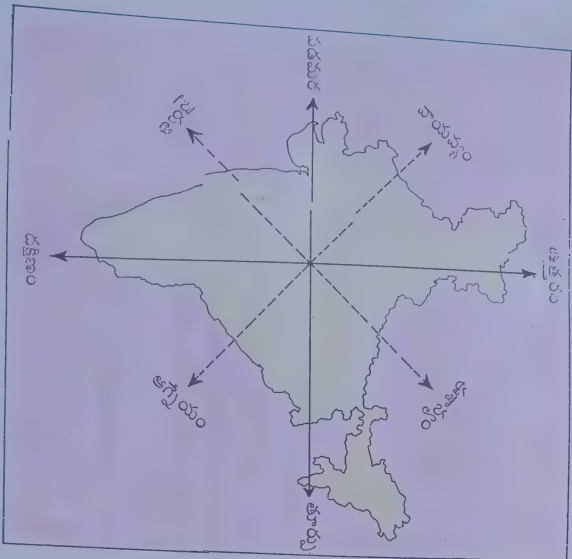 ఉత్తరం
వాయువ్యం
ఈశాన్యం
పడమర
తూర్పు
నైరుతి
ఆగ్నేయం
దక్షిణం